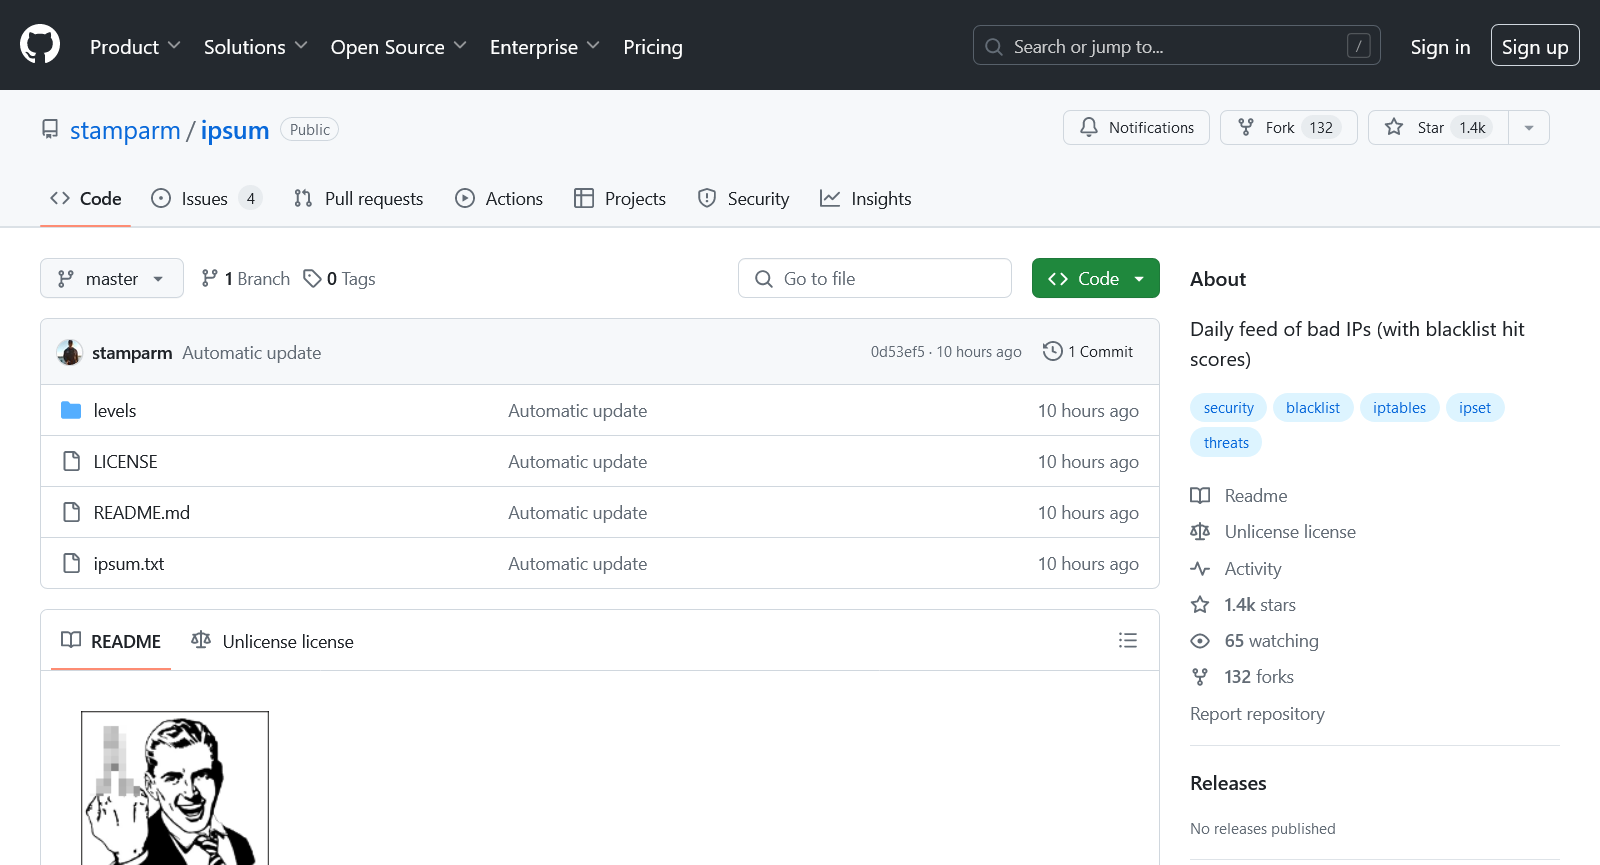 Product Solutions Open Source Enterprise Pricing Search or jump to... / Sign in Sign up
stamparm / ipsum Public Notifications Fork 132 Star 1.4k
Code Issues 4 Pull requests Actions Projects Security Insights
master 1 Branch 0 Tags Go to file Code
stamparm Automatic update 0d53ef5 · 10 hours ago 1 Commit
levels Automatic update 10 hours ago
LICENSE Automatic update 10 hours ago
README.md Automatic update 10 hours ago
ipsum.txt Automatic update 10 hours ago
README Unlicense license
About
Daily feed of bad IPs (with blacklist hit
scores)
security blacklist iptables ipset
threats
Readme
Unlicense license
Activity
1.4k stars
65 watching
132 forks
Report repository
Releases
No releases published